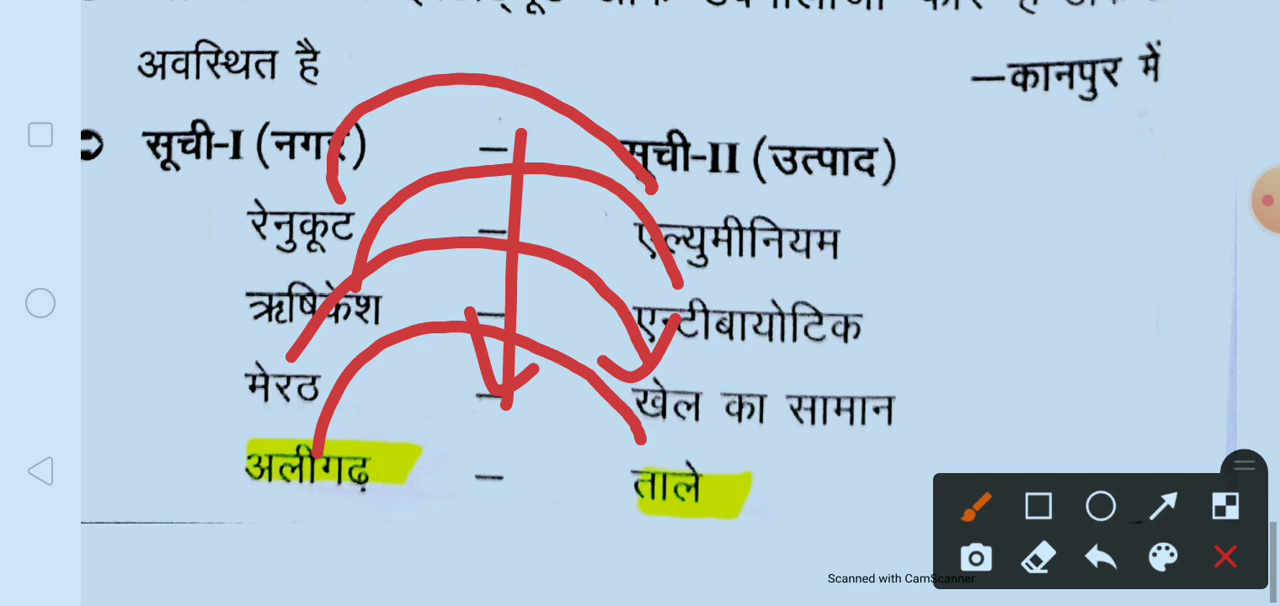 अवस्थित है —कानपुर में
सूची-I (नगर) — सूची-II (उत्पाद)
रेनुकूट — एल्युमीनियम
ऋषिकेश — एन्टीबायोटिक
मेरठ — खेल का सामान
अलीगढ़ — ताले
Scanned with CamScanner